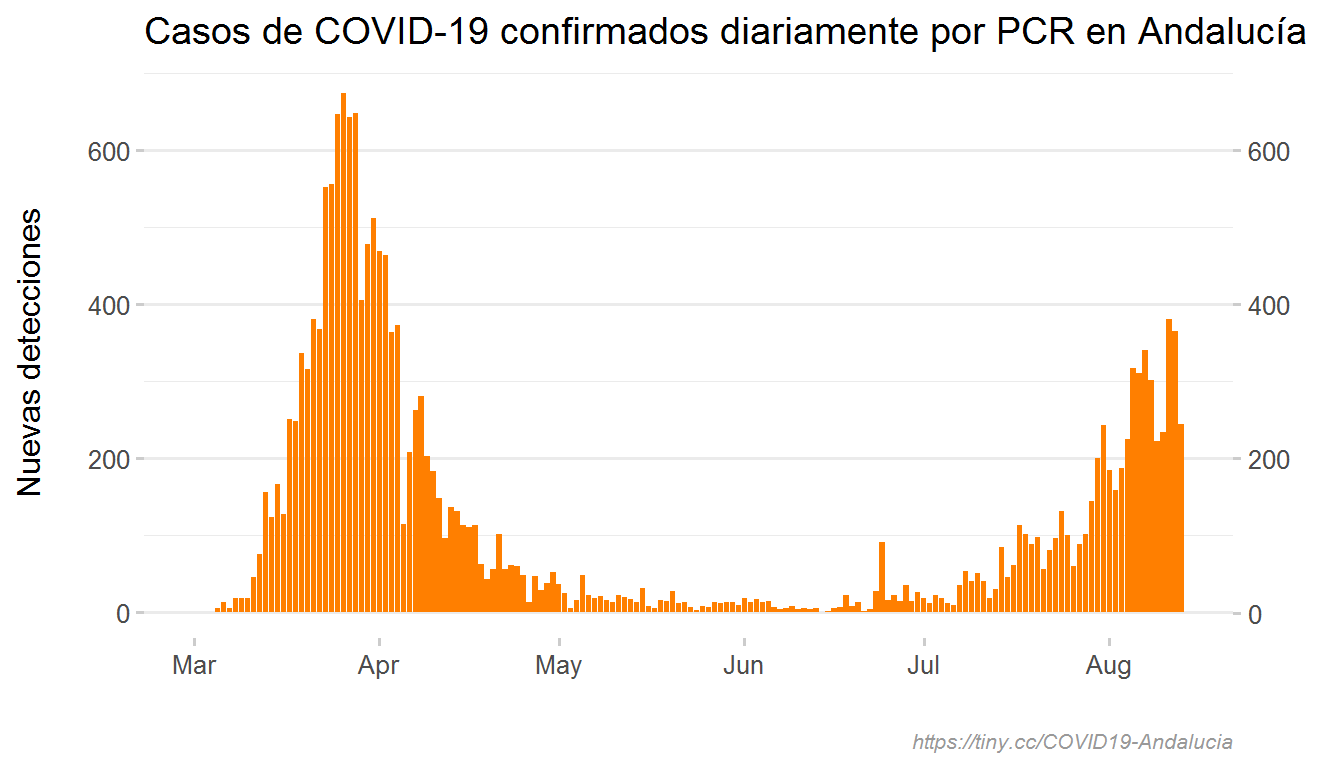 Casos de COVID-19 confirmados diariamente por PCR en Andalucía
Nuevas detecciones
600
400
200
0
600
400
200
0
Mar Apr May Jun Jul Aug
https://tiny.cc/COVID19-Andalucia